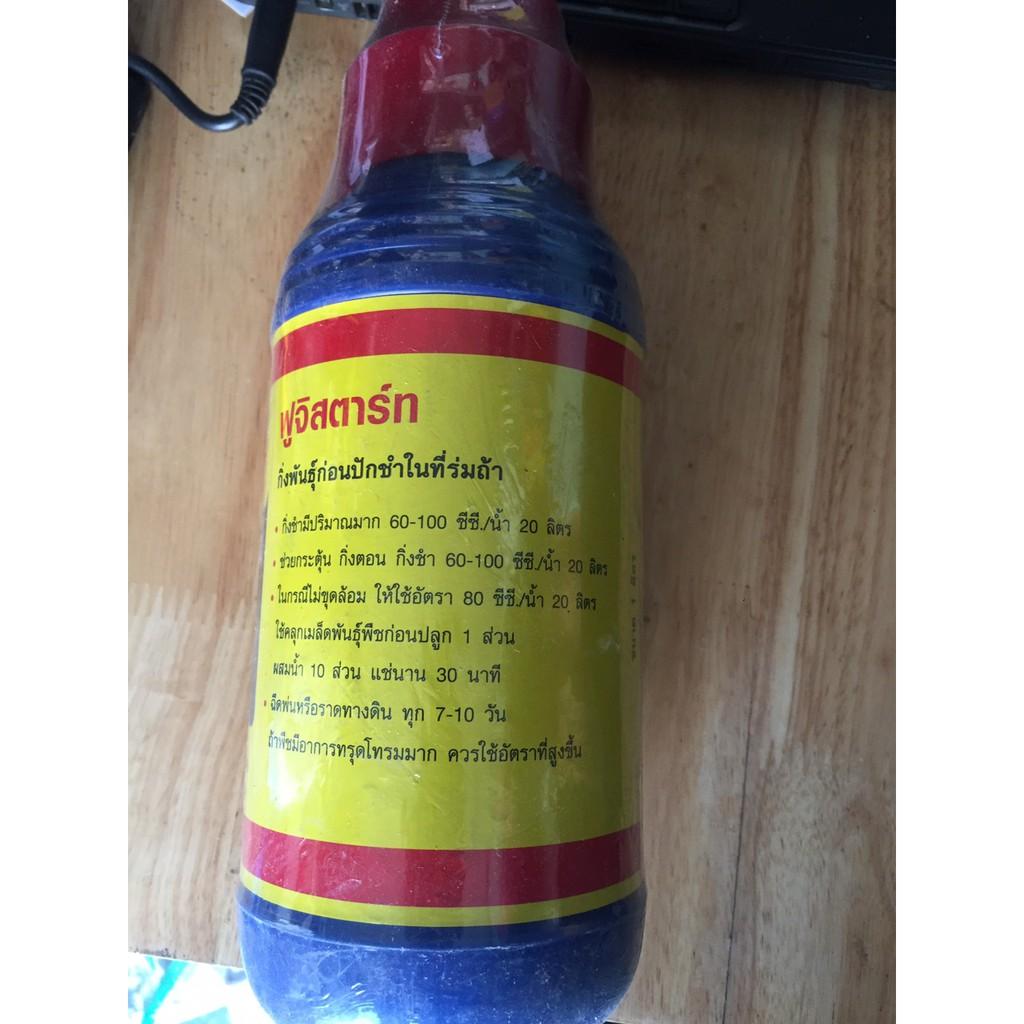 ฟูจิสตาร์ท
กิ่งพันธุ์ก่อนปักชำในที่ร่มถ้า
• กิ่งชำมีปริมาณมาก 60-100 ซีซี./น้ำ 20 ลิตร
• ช่วยกระตุ้น กิ่งตอน กิ่งชำ 60-100 ซีซี./น้ำ 20 ลิตร
• ในกรณีไม่ขุดล้อม ให้ใช้อัตรา 80 ซีซี./น้ำ 20 ลิตร
ใช้คลุกเมล็ดพันธุ์พืชก่อนปลูก 1 ส่วน
ผสมน้ำ 10 ส่วน แช่นาน 30 นาที
• ฉีดพ่นหรือราดทางดิน ทุก 7-10 วัน
ถ้าพืชมีอาการทรุดโทรมมาก ควรใช้อัตราที่สูงขึ้น